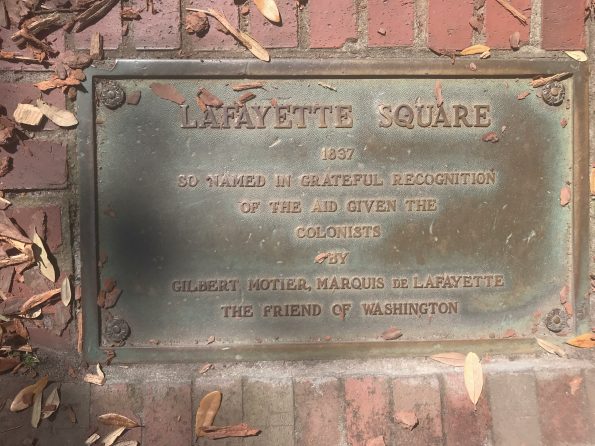 LAFAYETTE SQUARE
1837
SO NAMED IN GRATEFUL RECOGNITION
OF THE AID GIVEN THE
COLONISTS
BY
GILBERT MOTIER, MARQUIS DE LAFAYETTE
THE FRIEND OF WASHINGTON